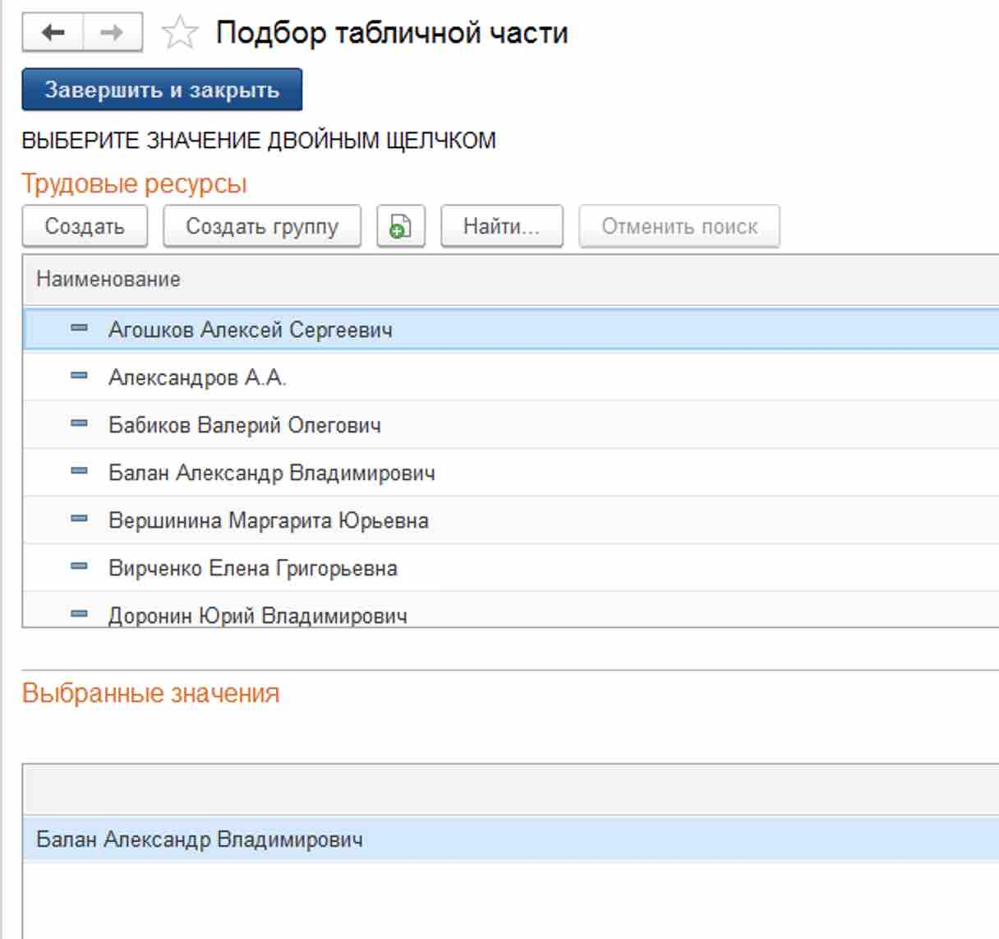 Подбор табличной части
Завершить и закрыть
ВЫБЕРИТЕ ЗНАЧЕНИЕ ДВОЙНЫМ ЩЕЛЧКОМ
Трудовые ресурсы
Создать Создать группу Найти... Отменить поиск
Наименование
Агошков Алексей Сергеевич
Александров А.А.
Бабиков Валерий Олегович
Балан Александр Владимирович
Вершинина Маргарита Юрьевна
Вирченко Елена Григорьевна
Доронин Юрий Владимирович
Выбранные значения
Балан Александр Владимирович